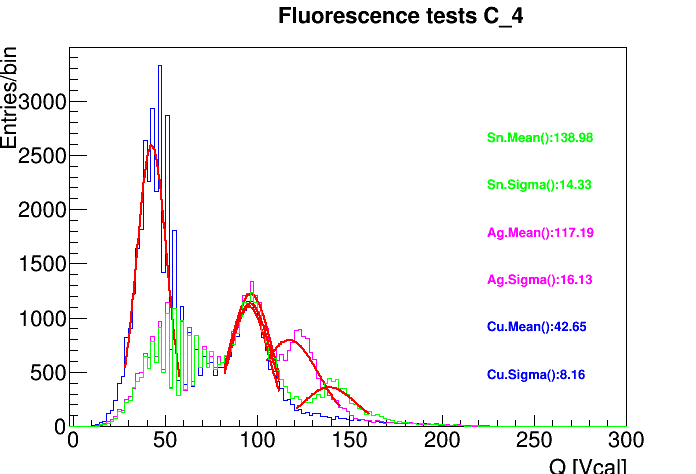 Fluorescence tests C_4
Entries/bin
3000
2500
2000
1500
1000
500
0
Sn.Mean():138.98
Sn.Sigma():14.33
Ag.Mean():117.19
Ag.Sigma():16.13
Cu.Mean():42.65
Cu.Sigma():8.16
0 50 100 150 200 250 300
Q [Vcal]